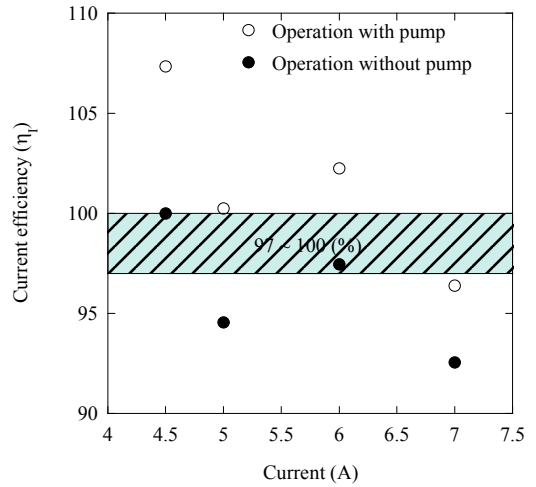 110
Operation with pump
Operation without pump
105
100
97 ~ 100 (%)
95
90
Current efficiency (η₁)
4 4.5 5 5.5 6 6.5 7 7.5
Current (A)